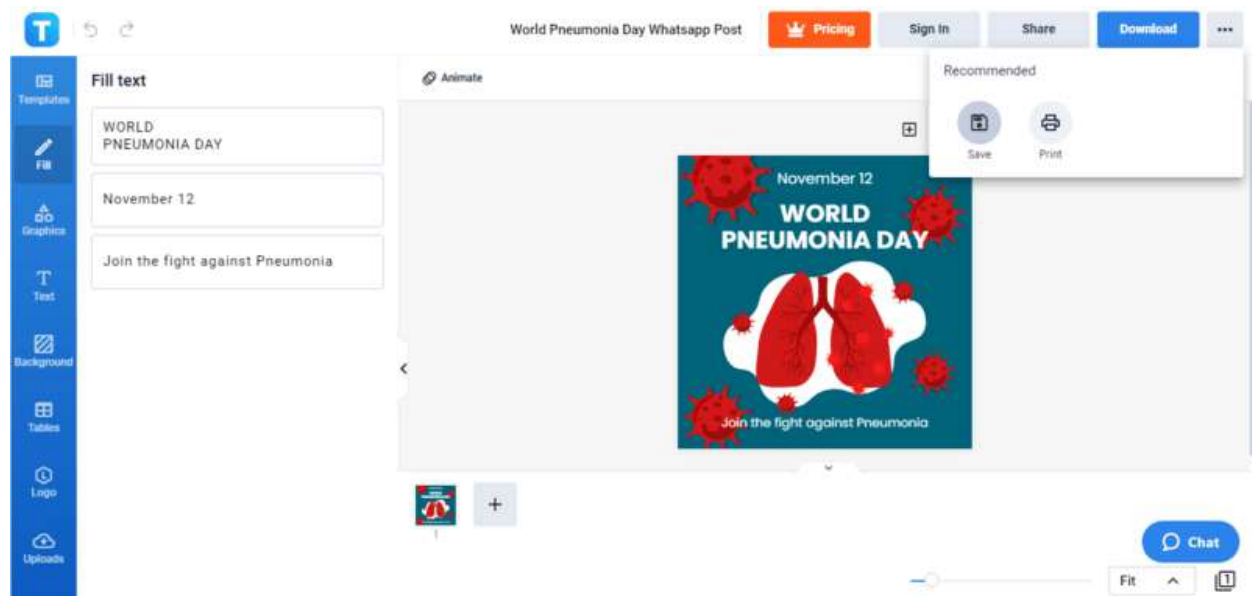 T
World Pneumonia Day Whatsapp Post
Pricing
Sign In
Share
Download
Recommended
Save
Print
Templates
Fill
Graphics
Text
Background
Tables
Logo
Uploads
Fill text
WORLD
PNEUMONIA DAY
November 12
Join the fight against Pneumonia
Animate
November 12
WORLD
PNEUMONIA DAY
Join the fight against Pneumonia
1
Chat
Fit
1